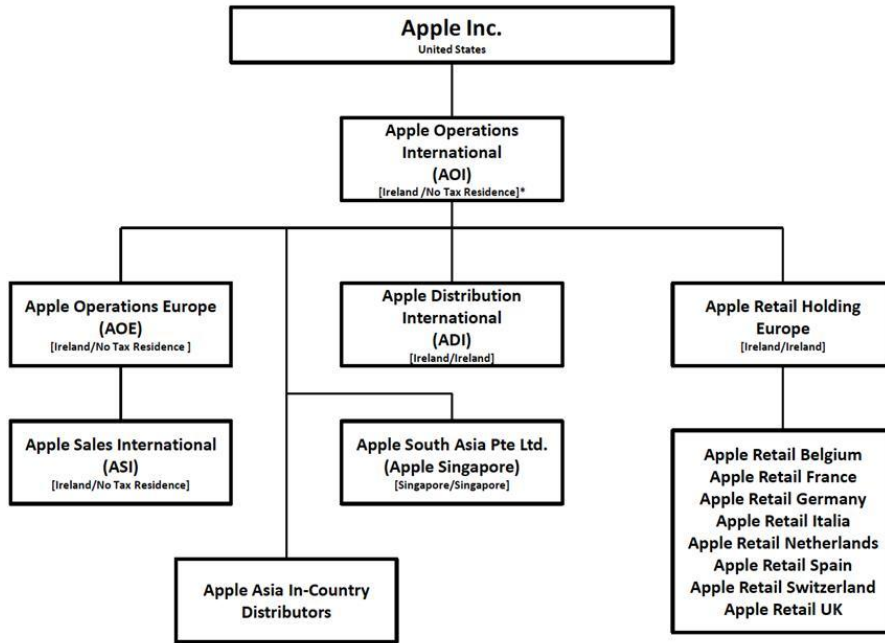 Apple Inc.
United States
Apple Operations
International
(AOI)
[Ireland /No Tax Residence]*
Apple Operations Europe
(AOE)
[Ireland/No Tax Residence ]
Apple Distribution
International
(ADI)
[Ireland/Ireland]
Apple Retail Holding
Europe
[Ireland/Ireland]
Apple Sales International
(ASI)
[Ireland/No Tax Residence]
Apple South Asia Pte Ltd.
(Apple Singapore)
[Singapore/Singapore]
Apple Retail Belgium
Apple Retail France
Apple Retail Germany
Apple Retail Italia
Apple Retail Netherlands
Apple Retail Spain
Apple Retail Switzerland
Apple Retail UK
Apple Asia In-Country
Distributors